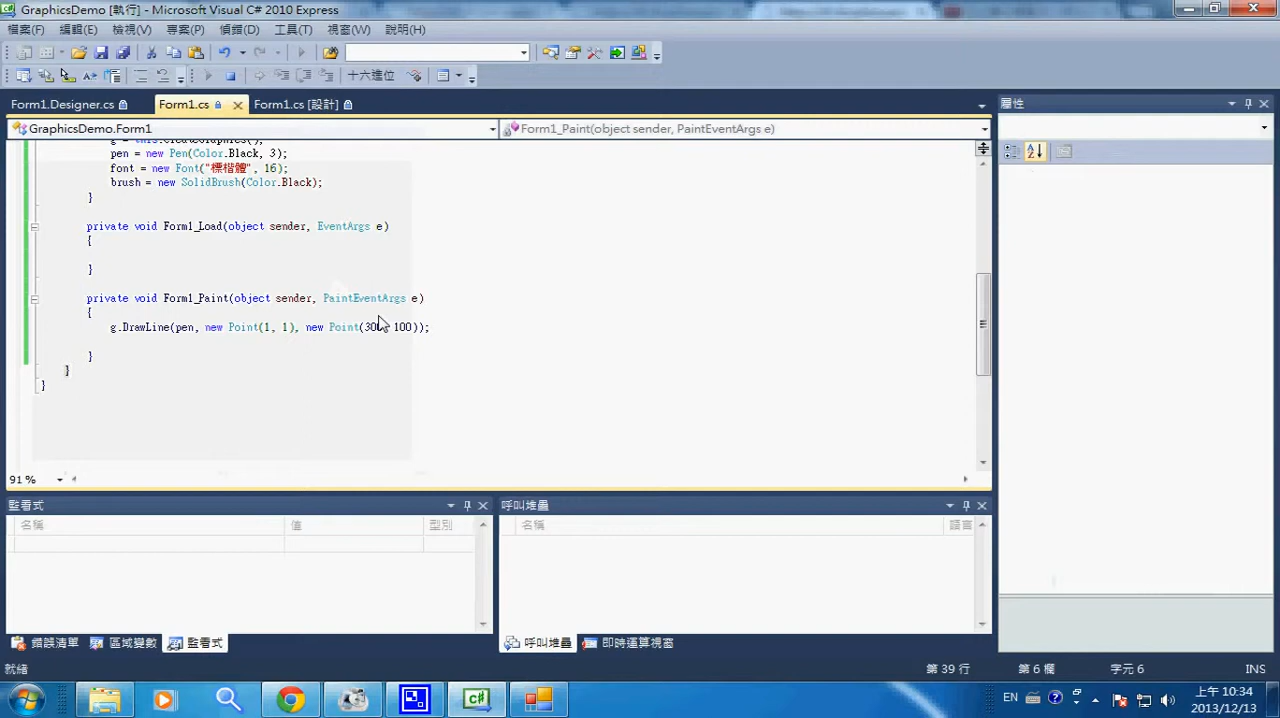 GraphicsDemo [執行] - Microsoft Visual C# 2010 Express
檔案(F) 編輯(E) 檢視(V) 專案(P) 偵錯(D) 工具(T) 視窗(W) 說明(H)
十六進位
Form1.Designer.cs Form1.cs Form1.cs [設計] 屬性
GraphicsDemo.Form1 Form1_Paint(object sender, PaintEventArgs e)
g = this.CreateGraphics();
pen = new Pen(Color.Black, 3);
font = new Font("標楷體", 16);
brush = new SolidBrush(Color.Black);
}
private void Form1_Load(object sender, EventArgs e)
{
}
private void Form1_Paint(object sender, PaintEventArgs e)
{
g.DrawLine(pen, new Point(1, 1), new Point(300, 100));
}
}
}
91 %
監看式 呼叫堆疊
名稱 值 型別 名稱 語言
錯誤清單 區域變數 監看式 呼叫堆疊 即時運算視窗
就緒 第 39 行 第 6 欄 字元 6 INS
EN 上午 10:34
2013/12/13